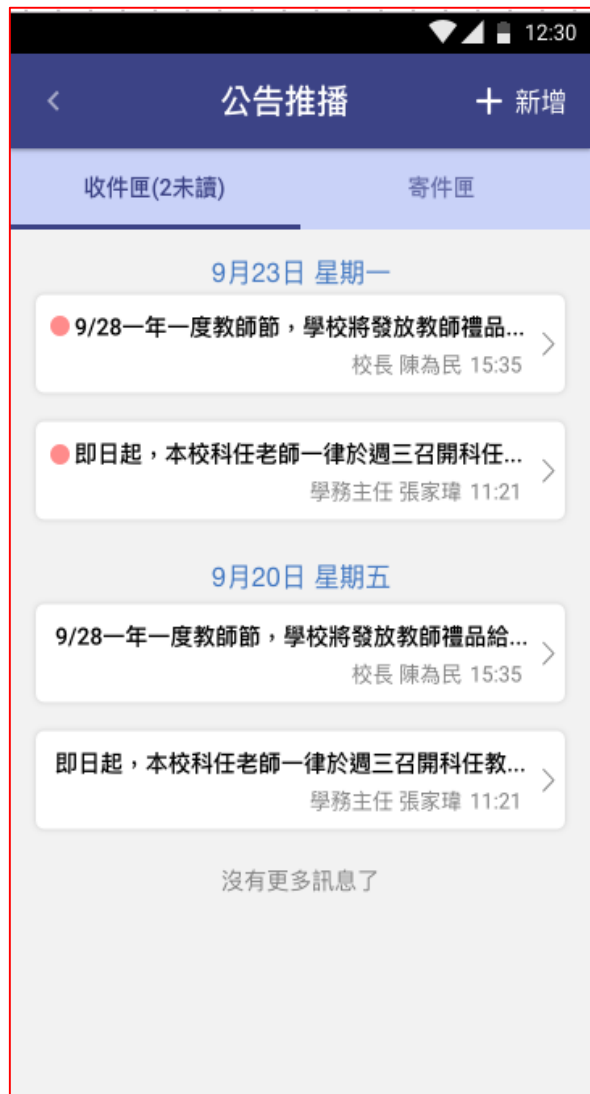 12:30
公告推播
新增
收件匣(2未讀)
寄件匣
9月23日 星期一
9/28一年一度教師節，學校將發放教師禮品...
校長 陳為民 15:35
即日起，本校科任老師一律於週三召開科任...
學務主任 張家瑋 11:21
9月20日 星期五
9/28一年一度教師節，學校將發放教師禮品給...
校長 陳為民 15:35
即日起，本校科任老師一律於週三召開科任教...
學務主任 張家瑋 11:21
沒有更多訊息了